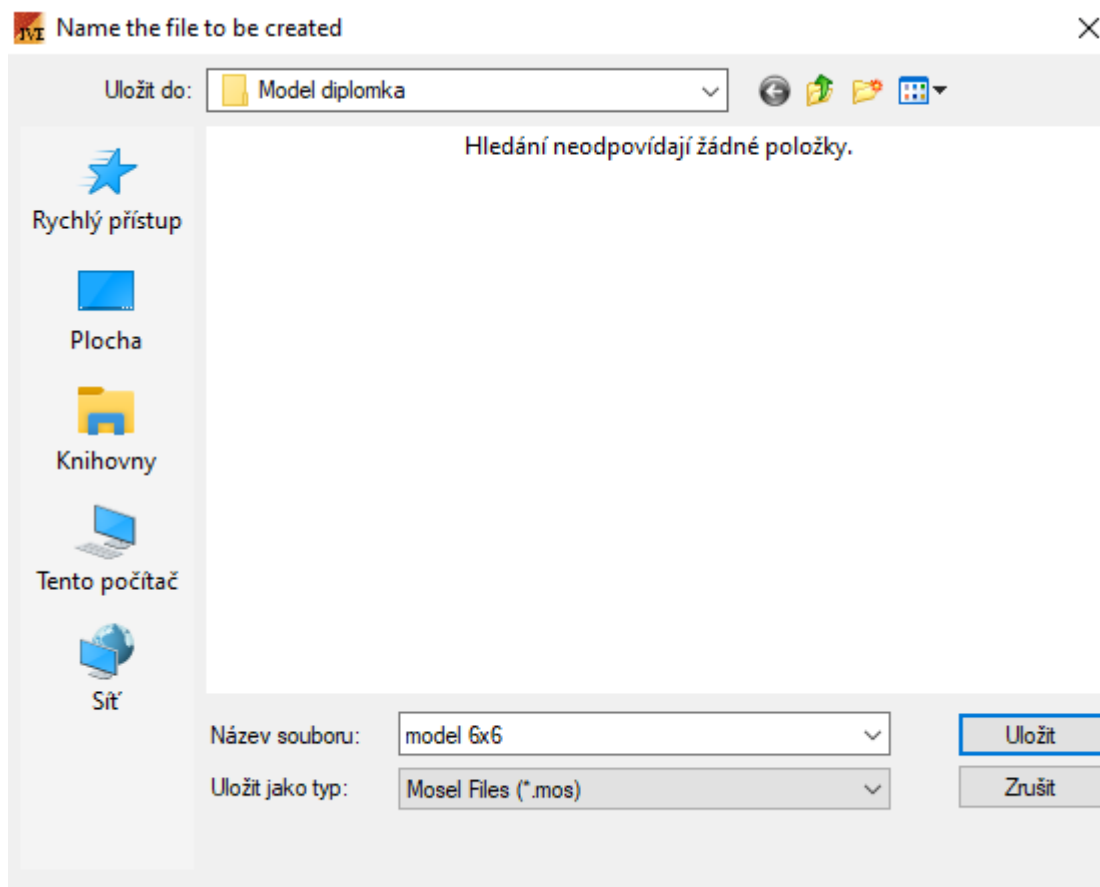 IVE Name the file to be created
Uložit do: Model diplomka
Hledání neodpovídají žádné položky.
Rychlý přístup
Plocha
Knihovny
Tento počítač
Síť
Název souboru: model 6x6 Uložit
Uložit jako typ: Mosel Files (*.mos) Zrušit